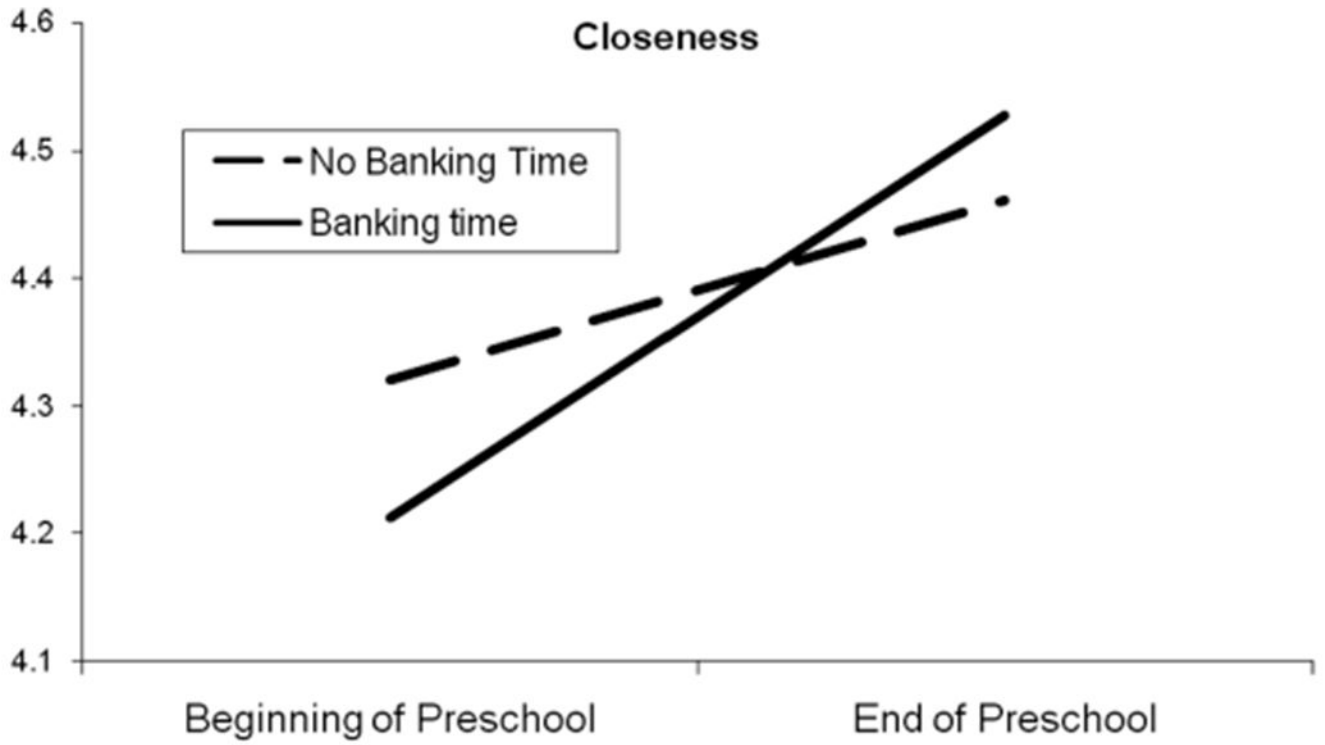 Closeness
4.6
4.5
4.4
4.3
4.2
4.1
No Banking Time
Banking time
Beginning of Preschool
End of Preschool